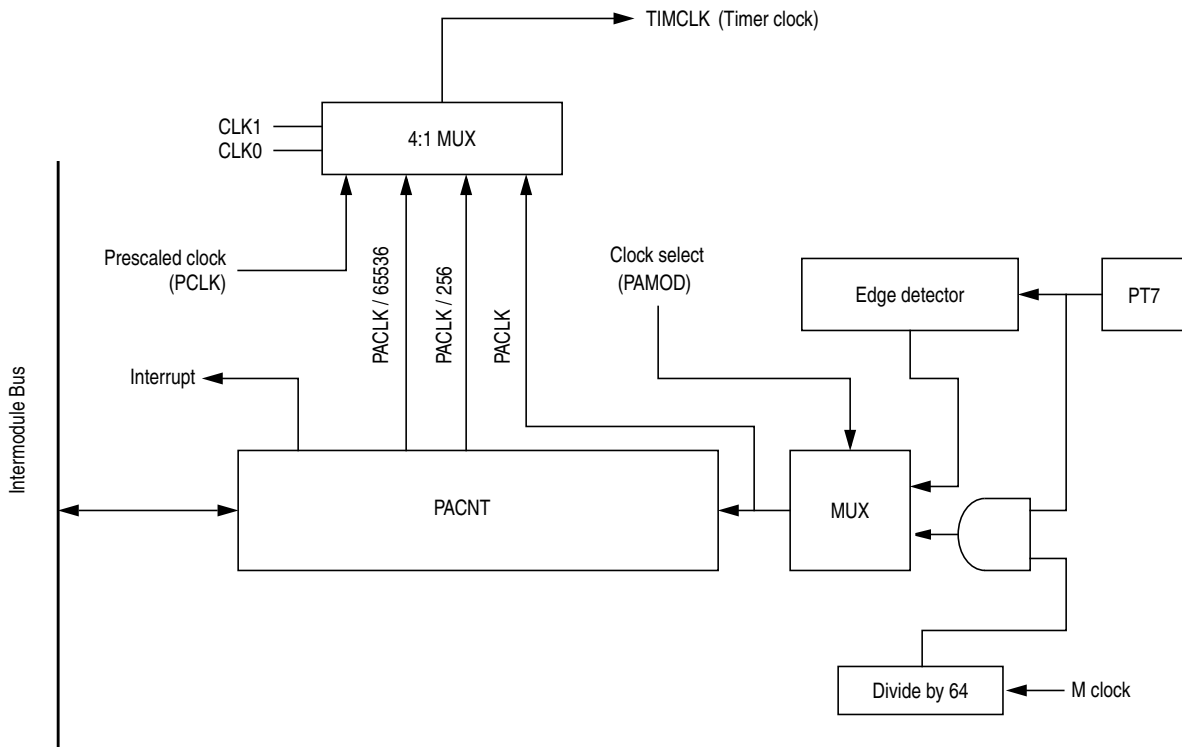 TIMCLK (Timer clock)
CLK1
CLK0
4:1 MUX
Prescaled clock
(PCLK)
PACLK / 65536
PACLK / 256
PACLK
Clock select
(PAMOD)
Edge detector
PT7
Interrupt
Intermodule Bus
PACNT
MUX
Divide by 64
M clock